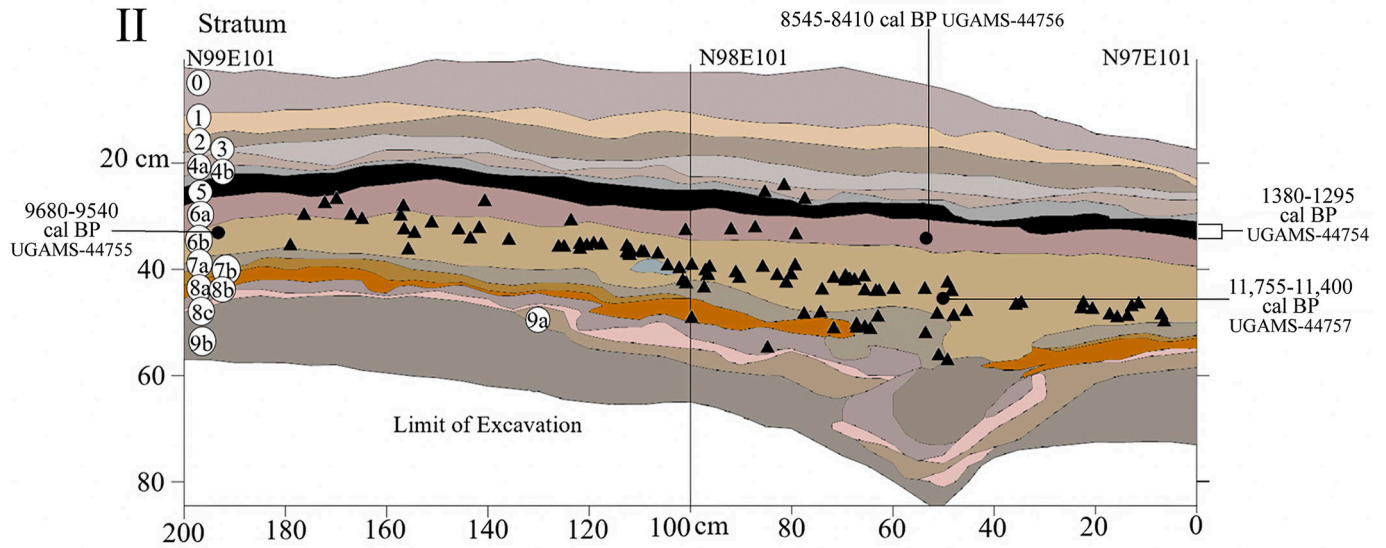 II
Stratum
8545-8410 cal BP UGAMS-44756
N99E101
N98E101
N97E101
0
1
2
3
20 cm
4a
4b
5
6a
6b
7a
7b
8a
8b
8c
9a
9b
9680-9540
cal BP
UGAMS-44755
1380-1295
cal BP
UGAMS-44754
40
11,755-11,400
cal BP
UGAMS-44757
60
Limit of Excavation
80
200 180 160 140 120 100 cm 80 60 40 20 0